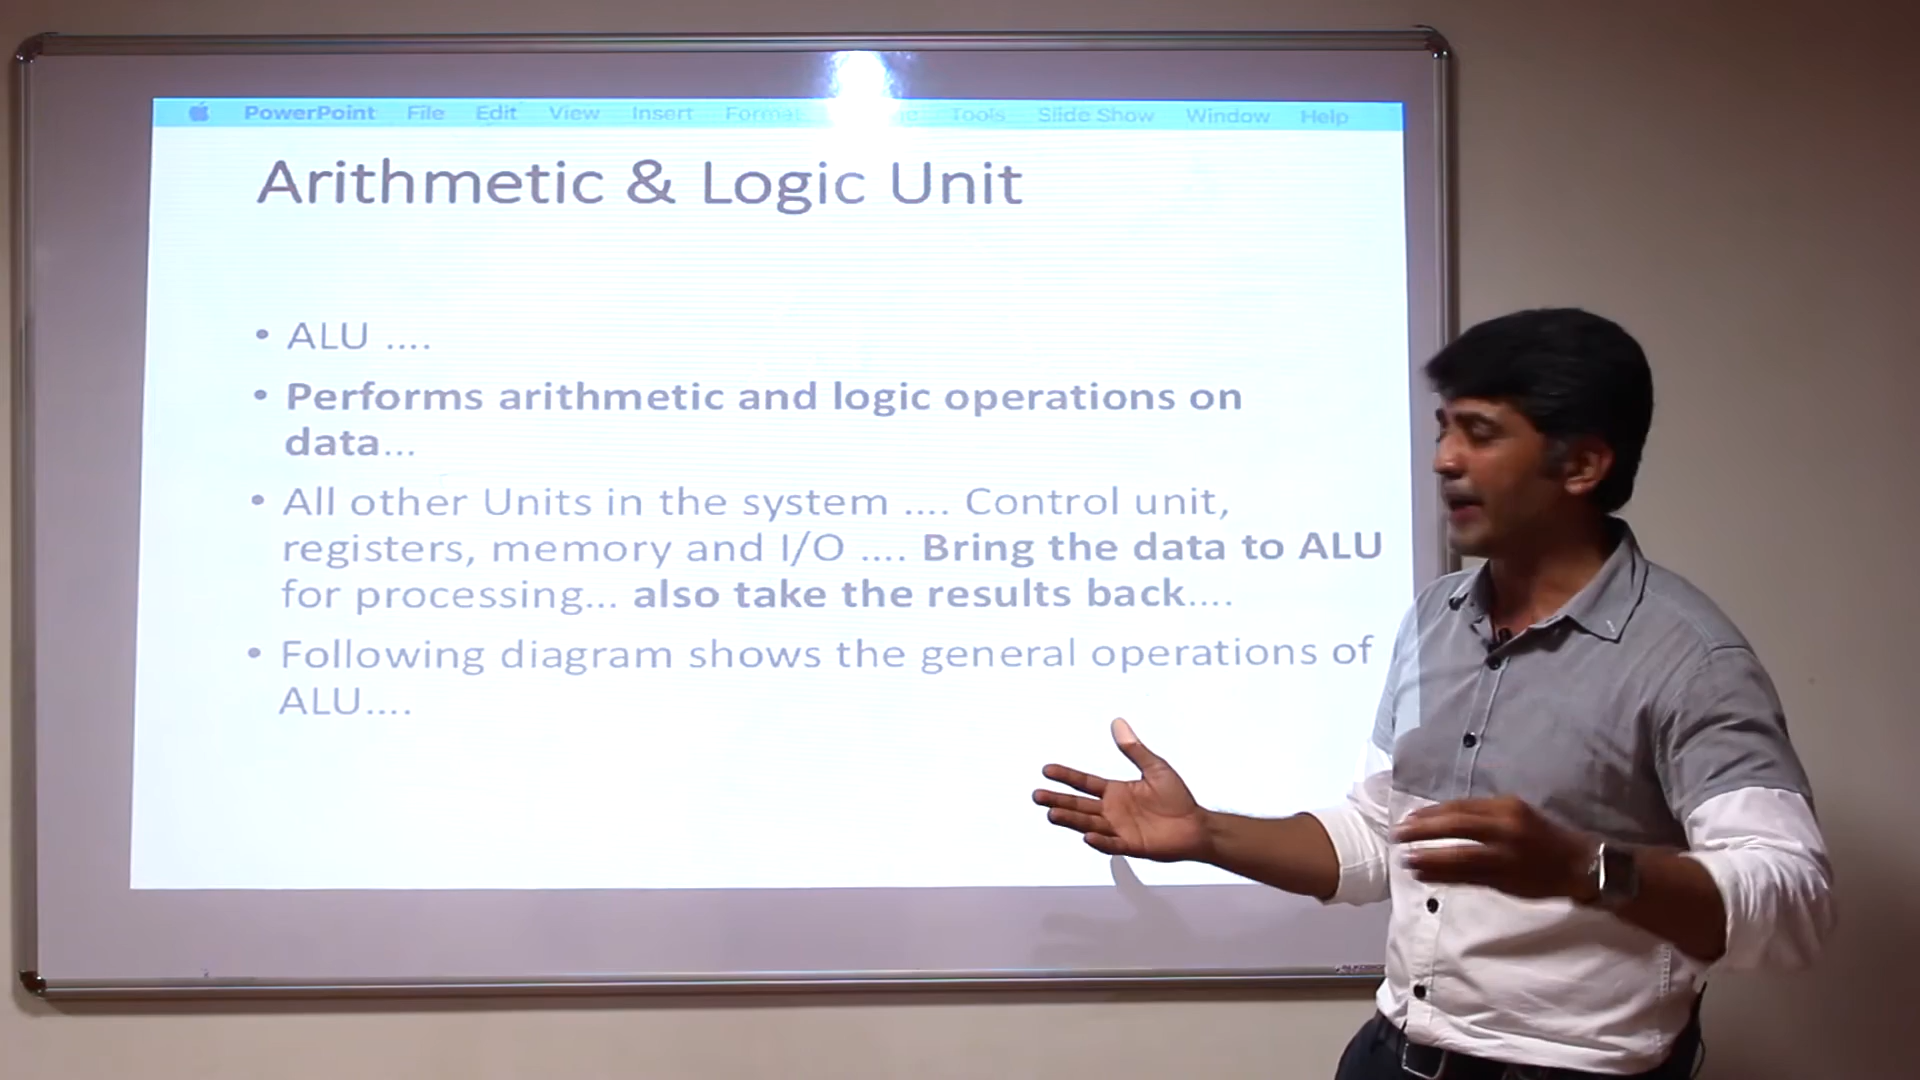 PowerPoint File Edit View Insert Format Tools Slide Show Window Help
Arithmetic & Logic Unit
• ALU ....
• Performs arithmetic and logic operations on
data...
• All other Units in the system .... Control unit,
registers, memory and I/O .... Bring the data to ALU
for processing... also take the results back....
• Following diagram shows the general operations of
ALU....